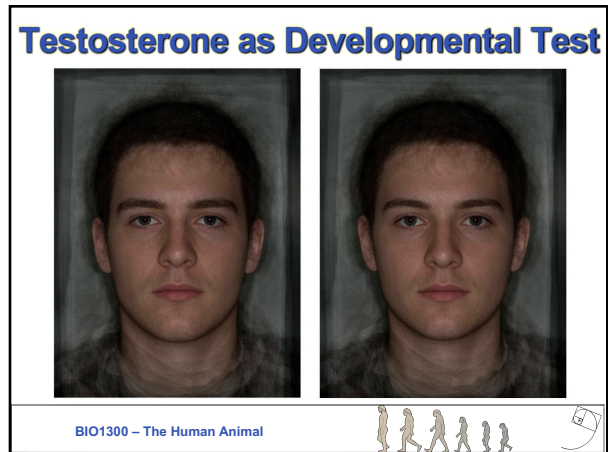 Testosterone as Developmental Test
BIO1300 – The Human Animal